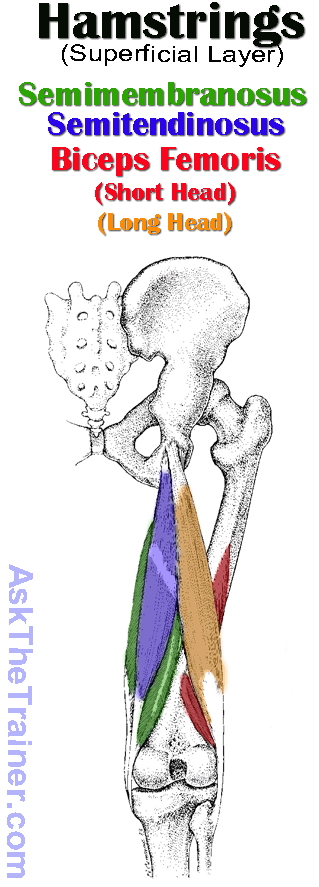 Hamstrings
(Superficial Layer)
Semimembranosus
Semitendinosus
Biceps Femoris
(Short Head)
(Long Head)
AskTheTrainer.com